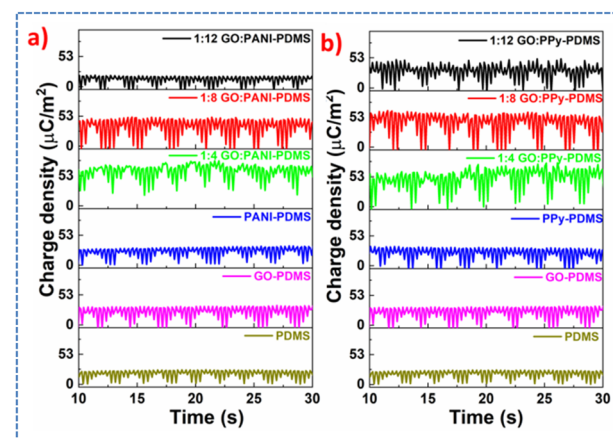 a)
Charge density (μC/m²)
1:12 GO:PANI-PDMS
53
0
1:8 GO:PANI-PDMS
53
0
1:4 GO:PANI-PDMS
53
0
PANI-PDMS
53
0
GO-PDMS
53
0
PDMS
53
0
10 15 20 25 30
Time (s)
b)
Charge density (μC/m²)
1:12 GO:PPy-PDMS
53
0
1:8 GO:PPy-PDMS
53
0
1:4 GO:PPy-PDMS
53
0
PPy-PDMS
53
0
GO-PDMS
53
0
PDMS
53
0
10 15 20 25 30
Time (s)